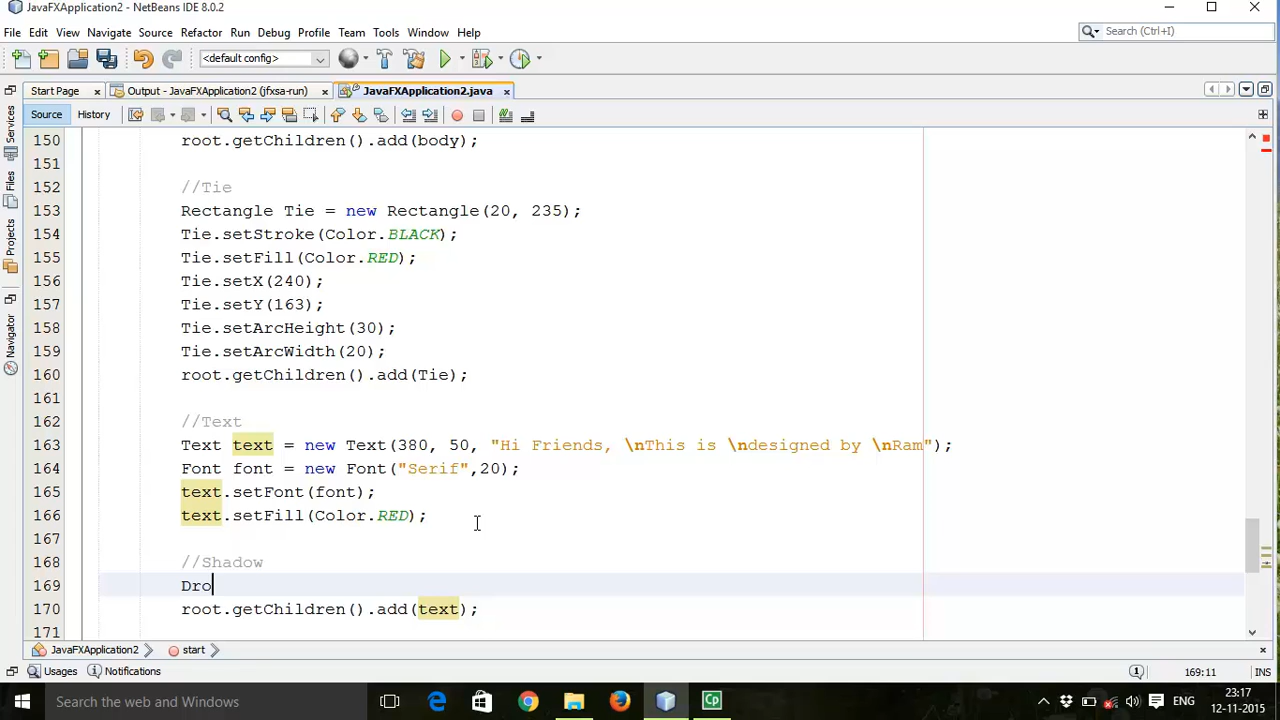 JavaFXApplication2 - NetBeans IDE 8.0.2
File Edit View Navigate Source Refactor Run Debug Profile Team Tools Window Help
Search (Ctrl+I)
<default config>
Start Page x Output - JavaFXApplication2 (jfxsa-run) x JavaFXApplication2.java x
Source History
Services
Files
Projects
Navigator
150 root.getChildren().add(body);
151
152 //Tie
153 Rectangle Tie = new Rectangle(20, 235);
154 Tie.setStroke(Color.BLACK);
155 Tie.setFill(Color.RED);
156 Tie.setX(240);
157 Tie.setY(163);
158 Tie.setArcHeight(30);
159 Tie.setArcWidth(20);
160 root.getChildren().add(Tie);
161
162 //Text
163 Text text = new Text(380, 50, "Hi Friends, \nThis is \ndesigned by \nRam");
164 Font font = new Font("Serif",20);
165 text.setFont(font);
166 text.setFill(Color.RED);
167
168 //Shadow
169 Dro
170 root.getChildren().add(text);
171
JavaFXApplication2 start
Usages Notifications 1 169:11 INS
Search the web and Windows
Cp
ENG
23:17
12-11-2015